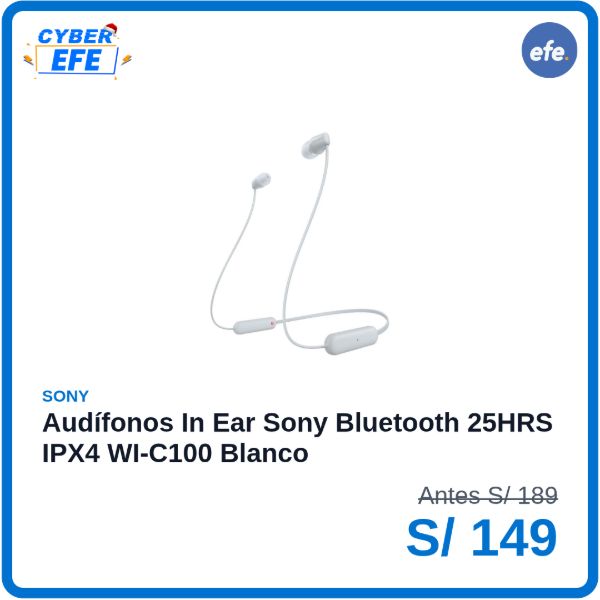 CYBER
EFE
efe.
SONY
Audífonos In Ear Sony Bluetooth 25HRS
IPX4 WI-C100 Blanco
Antes S/ 189
S/ 149